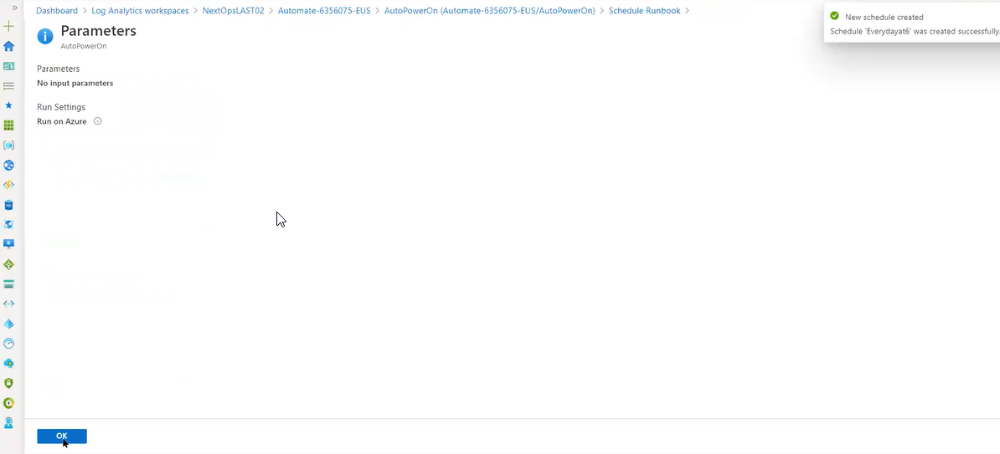 Dashboard > Log Analytics workspaces > NextOpsLAST02 > Automate-6356075-EUS > AutoPowerOn (Automate-6356075-EUS/AutoPowerOn) > Schedule Runbook >
New schedule created
Schedule 'Everydayat6' was created successfully.
Parameters
AutoPowerOn
Parameters
No input parameters
Run Settings
Run on Azure
OK